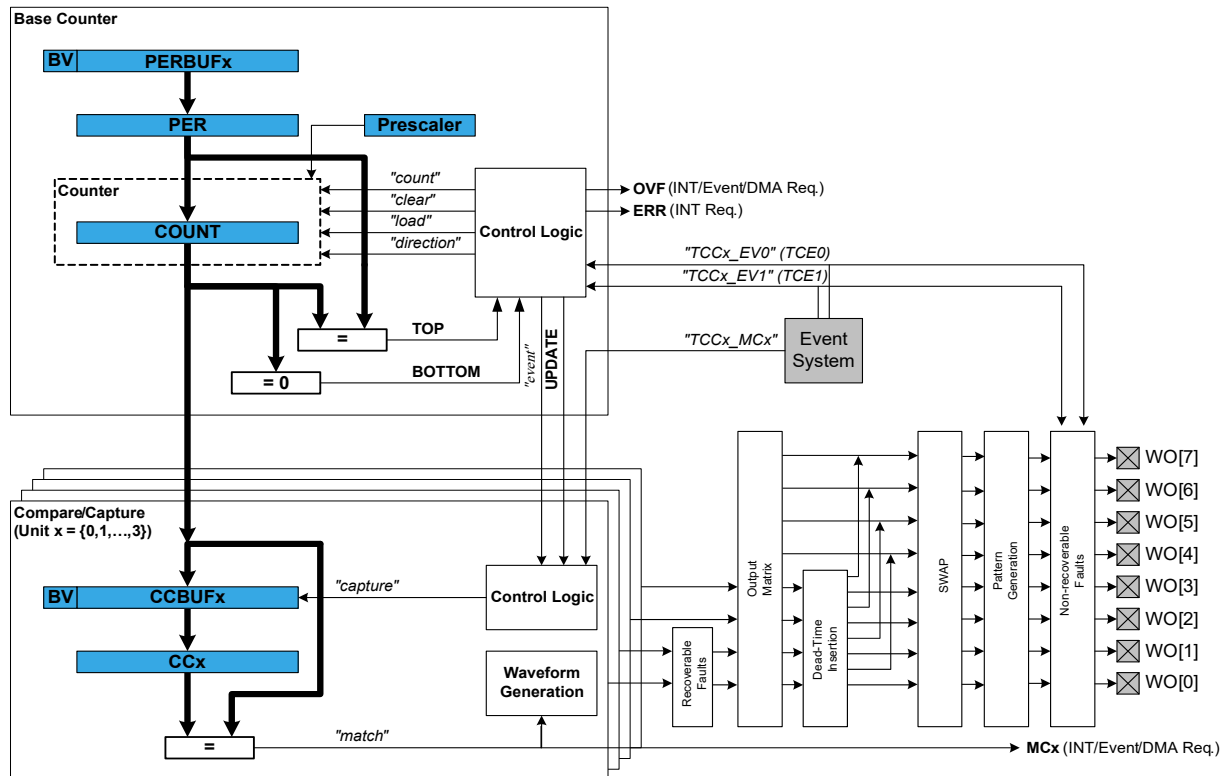 Base Counter
BV
PERBUFx
PER
Prescaler
Counter
COUNT
"count"
"clear"
"load"
"direction"
Control Logic
OVF (INT/Event/DMA Req.)
ERR (INT Req.)
"TCCx_EV0" (TCE0)
"TCCx_EV1" (TCE1)
"TCCx_MCx"
Event
System
=
TOP
= 0
BOTTOM
"event"
UPDATE
Compare/Capture
(Unit x = {0,1,…,3})
BV
CCBUFx
"capture"
Control Logic
CCx
Waveform
Generation
=
"match"
Recoverable
Faults
Output
Matrix
Dead-Time
Insertion
SWAP
Pattern
Generation
Non-recoverable
Faults
WO[7]
WO[6]
WO[5]
WO[4]
WO[3]
WO[2]
WO[1]
WO[0]
MCx (INT/Event/DMA Req.)